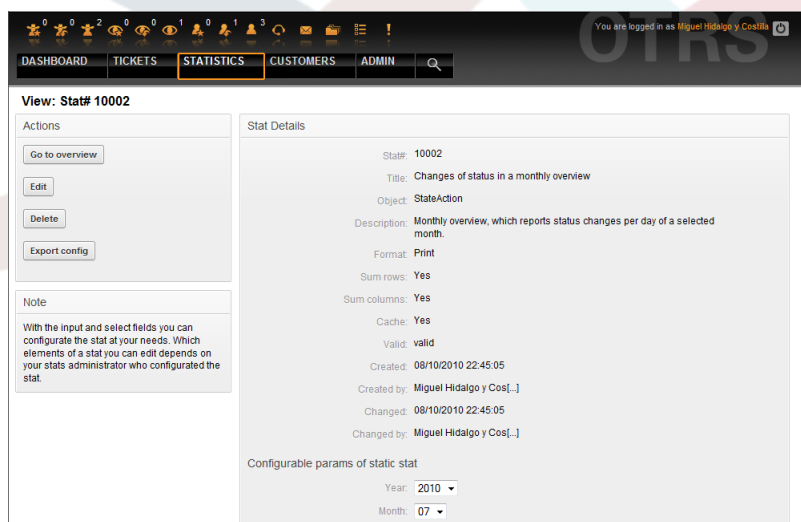 0 0 2 0 0 1 0 1 3
You are logged in as Miguel Hidalgo y Costilla
OTRS
DASHBOARD TICKETS STATISTICS CUSTOMERS ADMIN
View: Stat# 10002
Actions
Go to overview
Edit
Delete
Export config
Note
With the input and select fields you can
configurate the stat at your needs. Which
elements of a stat you can edit depends on
your stats administrator who configurated the
stat.
Stat Details
Stat#: 10002
Title: Changes of status in a monthly overview
Object: StateAction
Description: Monthly overview, which reports status changes per day of a selected
month.
Format: Print
Sum rows: Yes
Sum columns: Yes
Cache: Yes
Valid: valid
Created: 08/10/2010 22:45:05
Created by: Miguel Hidalgo y Cos[...]
Changed: 08/10/2010 22:45:05
Changed by: Miguel Hidalgo y Cos[...]
Configurable params of static stat
Year: 2010
Month: 07